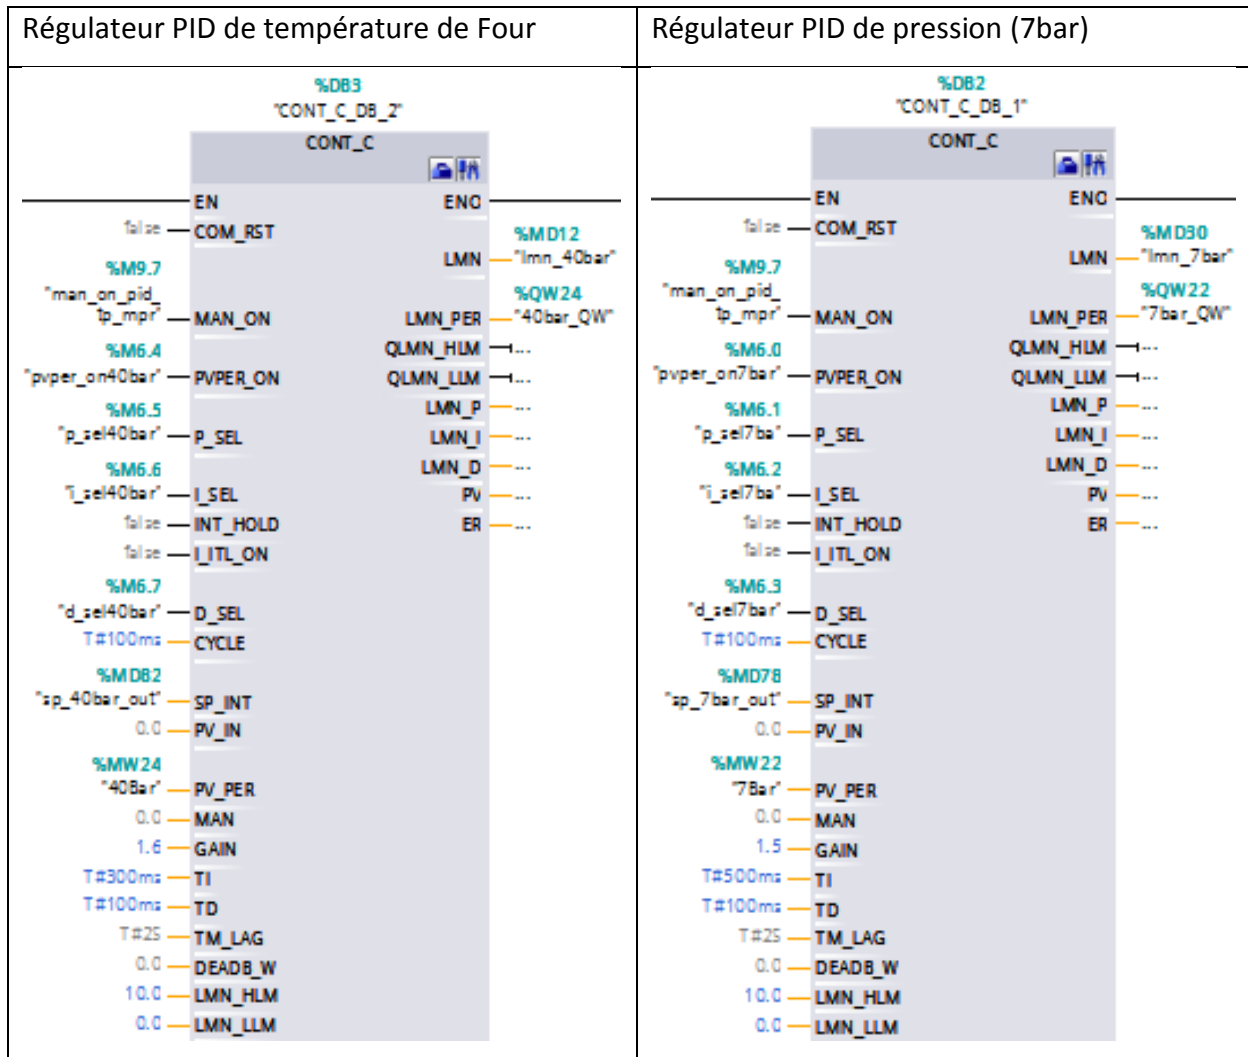 Régulateur PID de température de Four
%DB3
"CONT_C_DB_2"
CONT_C
EN ENO
false COM_RST
%MD12
LMN "lmn_40bar"
%M9.7
"man_on_pid_
tp_mpr" MAN_ON
%QW24
LMN_PER "40bar_QW"
QLMN_HLM ...
%M6.4
"pvper_on40bar" PVPER_ON QLMN_LLM ...
LMN_P ...
%M6.5
"p_sel40bar" P_SEL LMN_I ...
LMN_D ...
%M6.6
"i_sel40bar" I_SEL PV ...
false INT_HOLD ER ...
false I_ITL_ON
%M6.7
"d_sel40bar" D_SEL
T#100ms CYCLE
%MD82
"sp_40bar_out" SP_INT
0.0 PV_IN
%MW24
"40Bar" PV_PER
0.0 MAN
1.6 GAIN
T#300ms TI
T#100ms TD
T#2S TM_LAG
0.0 DEADB_W
10.0 LMN_HLM
0.0 LMN_LLM
Régulateur PID de pression (7bar)
%DB2
"CONT_C_DB_1"
CONT_C
EN ENO
false COM_RST
%MD30
LMN "lmn_7bar"
%M9.7
"man_on_pid_
tp_mpr" MAN_ON
%QW22
LMN_PER "7bar_QW"
QLMN_HLM ...
%M6.0
"pvper_on7bar" PVPER_ON QLMN_LLM ...
LMN_P ...
%M6.1
"p_sel7ba" P_SEL LMN_I ...
LMN_D ...
%M6.2
"i_sel7ba" I_SEL PV ...
false INT_HOLD ER ...
false I_ITL_ON
%M6.3
"d_sel7bar" D_SEL
T#100ms CYCLE
%MD78
"sp_7bar_out" SP_INT
0.0 PV_IN
%MW22
"7Bar" PV_PER
0.0 MAN
1.5 GAIN
T#500ms TI
T#100ms TD
T#2S TM_LAG
0.0 DEADB_W
10.0 LMN_HLM
0.0 LMN_LLM